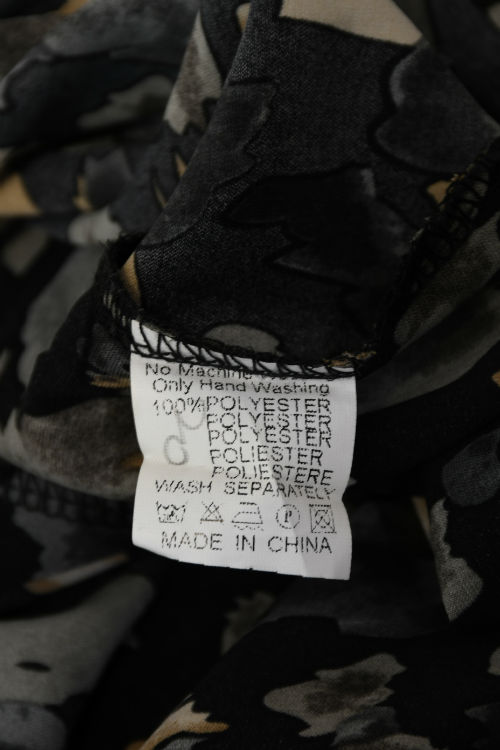 No Machine
Only Hand Washing
100% POLYESTER
POLYESTER
POLYESTER
POLIESTER
POLIESTERE
WASH SEPARATELY
P
MADE IN CHINA